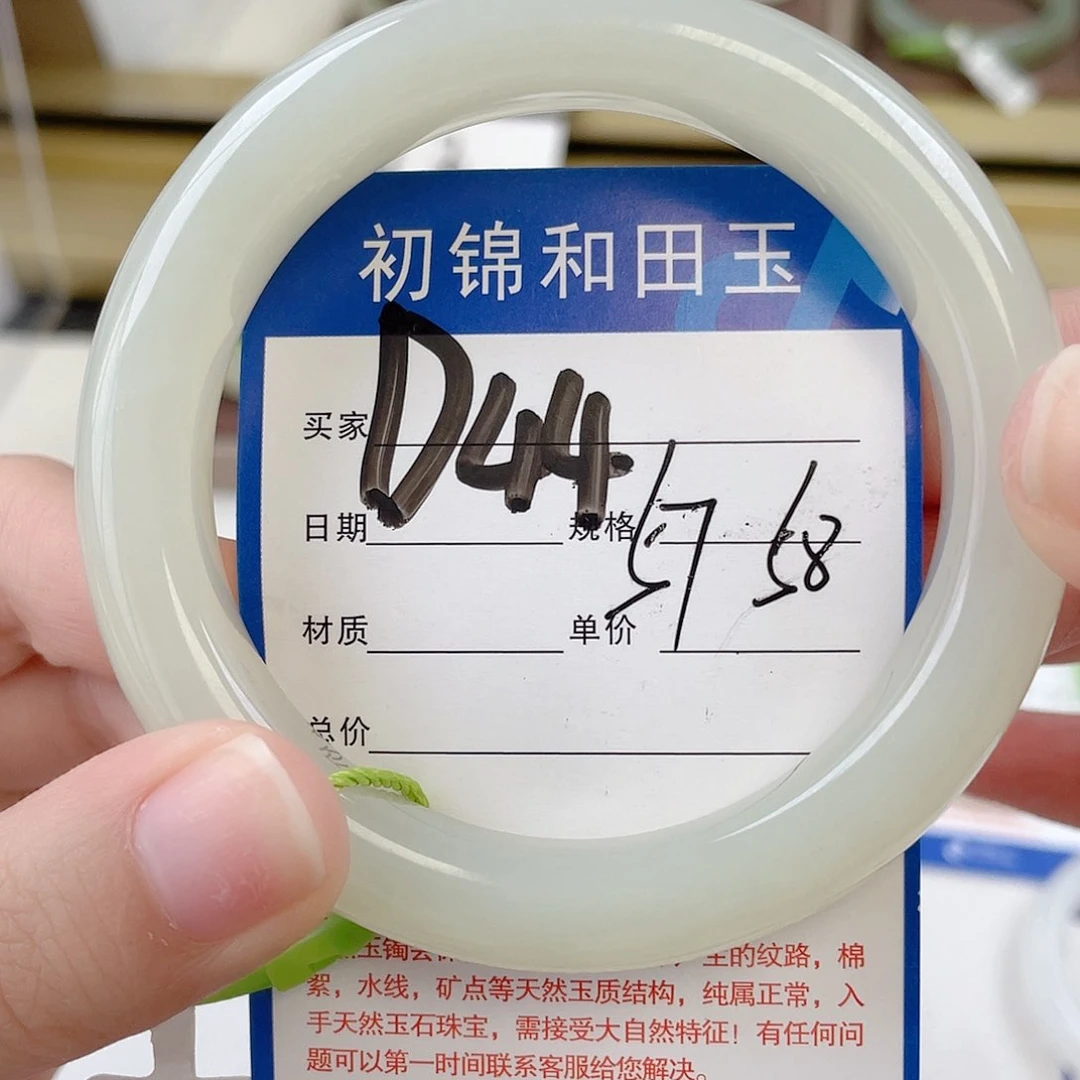 初锦和田玉
买家 D44
日期 规格 57 58
材质 单价
总价
生的纹路，棉
絮，水线，矿点等天然玉质结构，纯属正常，入
手天然玉石珠宝，需接受大自然特征！有任何问
题可以第一时间联系客服给您解决。